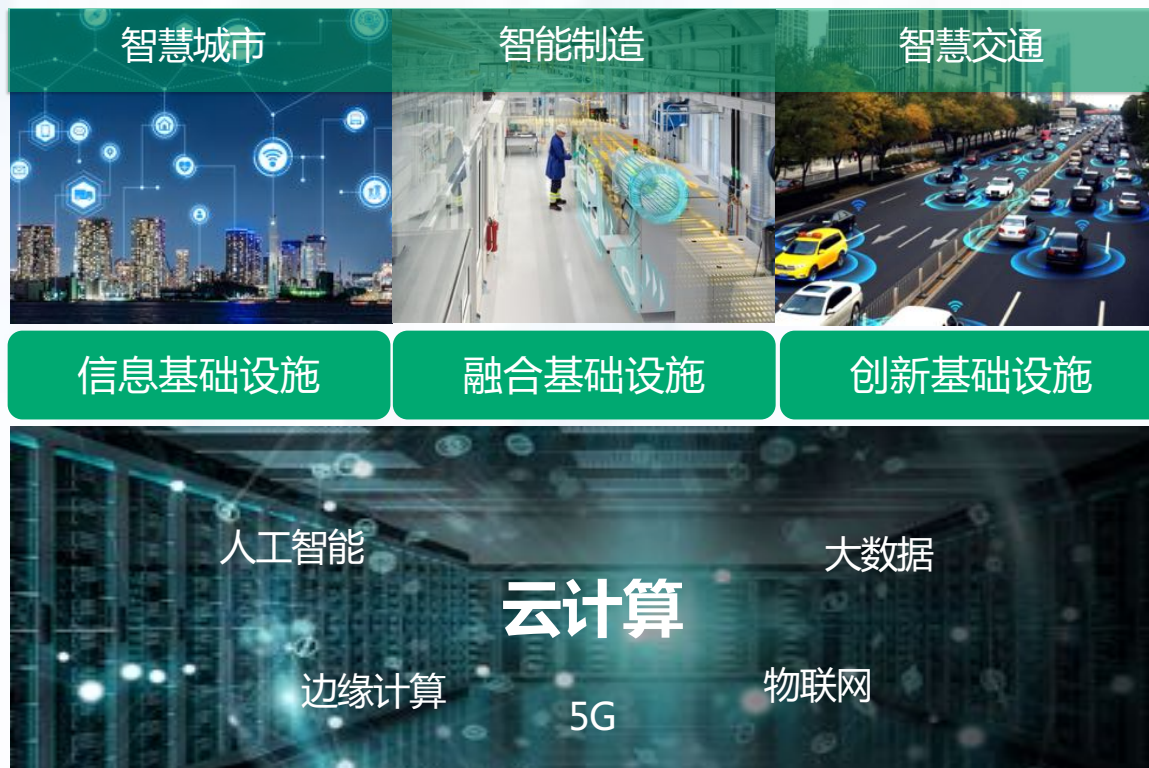 智慧城市
智能制造
智慧交通
信息基础设施
融合基础设施
创新基础设施
人工智能
大数据
云计算
边缘计算
物联网
5G